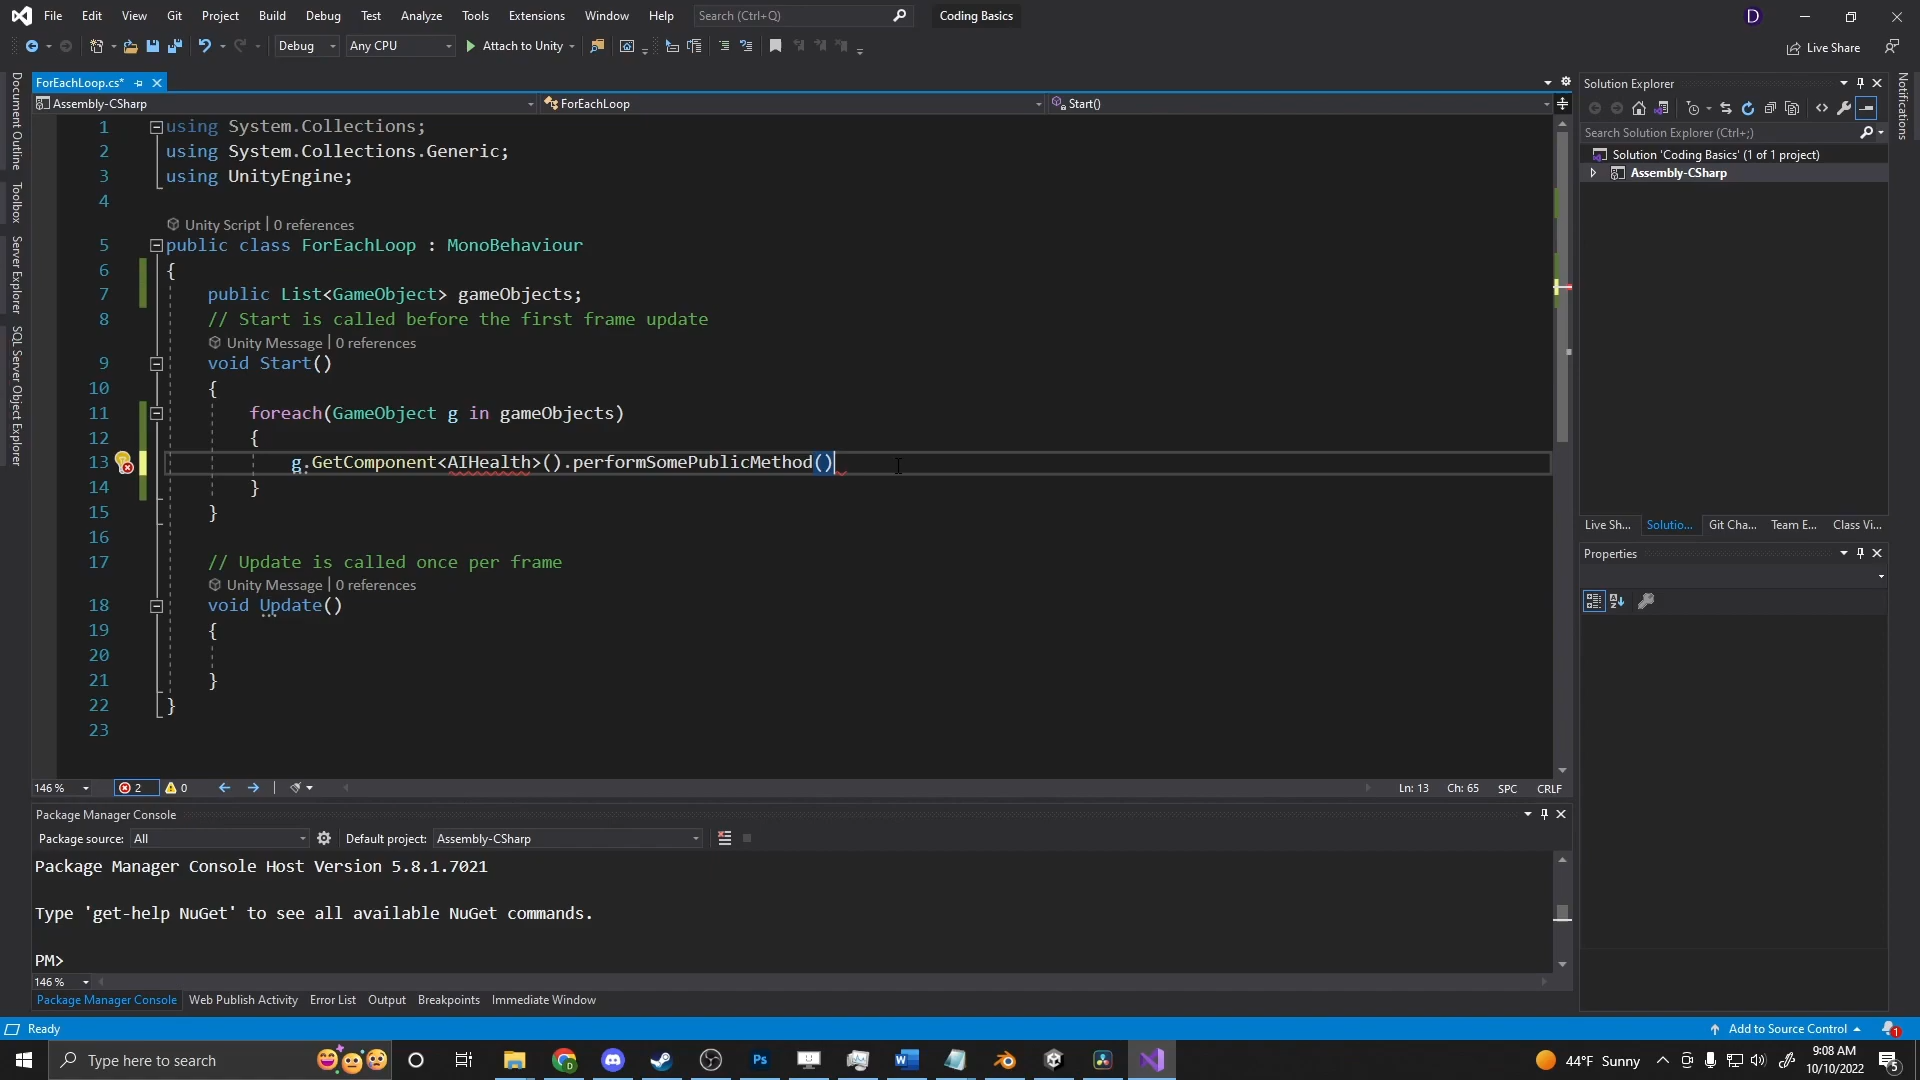 File Edit View Git Project Build Debug Test Analyze Tools Extensions Window Help Search (Ctrl+Q) Coding Basics D
Debug Any CPU Attach to Unity Live Share
ForEachLoop.cs*
Assembly-CSharp ForEachLoop Start()
1 using System.Collections;
2 using System.Collections.Generic;
3 using UnityEngine;
4
Unity Script | 0 references
5 public class ForEachLoop : MonoBehaviour
6 {
7 public List<GameObject> gameObjects;
8 // Start is called before the first frame update
Unity Message | 0 references
9 void Start()
10 {
11 foreach(GameObject g in gameObjects)
12 {
13 g.GetComponent<AIHealth>().performSomePublicMethod()
14 }
15 }
16
17 // Update is called once per frame
Unity Message | 0 references
18 void Update()
19 {
20
21 }
22 }
23
146 % 2 0 Ln: 13 Ch: 65 SPC CRLF
Package Manager Console
Package source: All Default project: Assembly-CSharp
Package Manager Console Host Version 5.8.1.7021
Type 'get-help NuGet' to see all available NuGet commands.
PM>
146 %
Package Manager Console Web Publish Activity Error List Output Breakpoints Immediate Window
Document Outline
Toolbox
Server Explorer
SQL Server Object Explorer
Solution Explorer
Search Solution Explorer (Ctrl+;)
Solution 'Coding Basics' (1 of 1 project)
Assembly-CSharp
Live Sh... Solutio... Git Cha... Team E... Class Vi...
Properties
Notifications
Ready Add to Source Control 1
Type here to search Ps 44°F Sunny 9:08 AM
10/10/2022 5